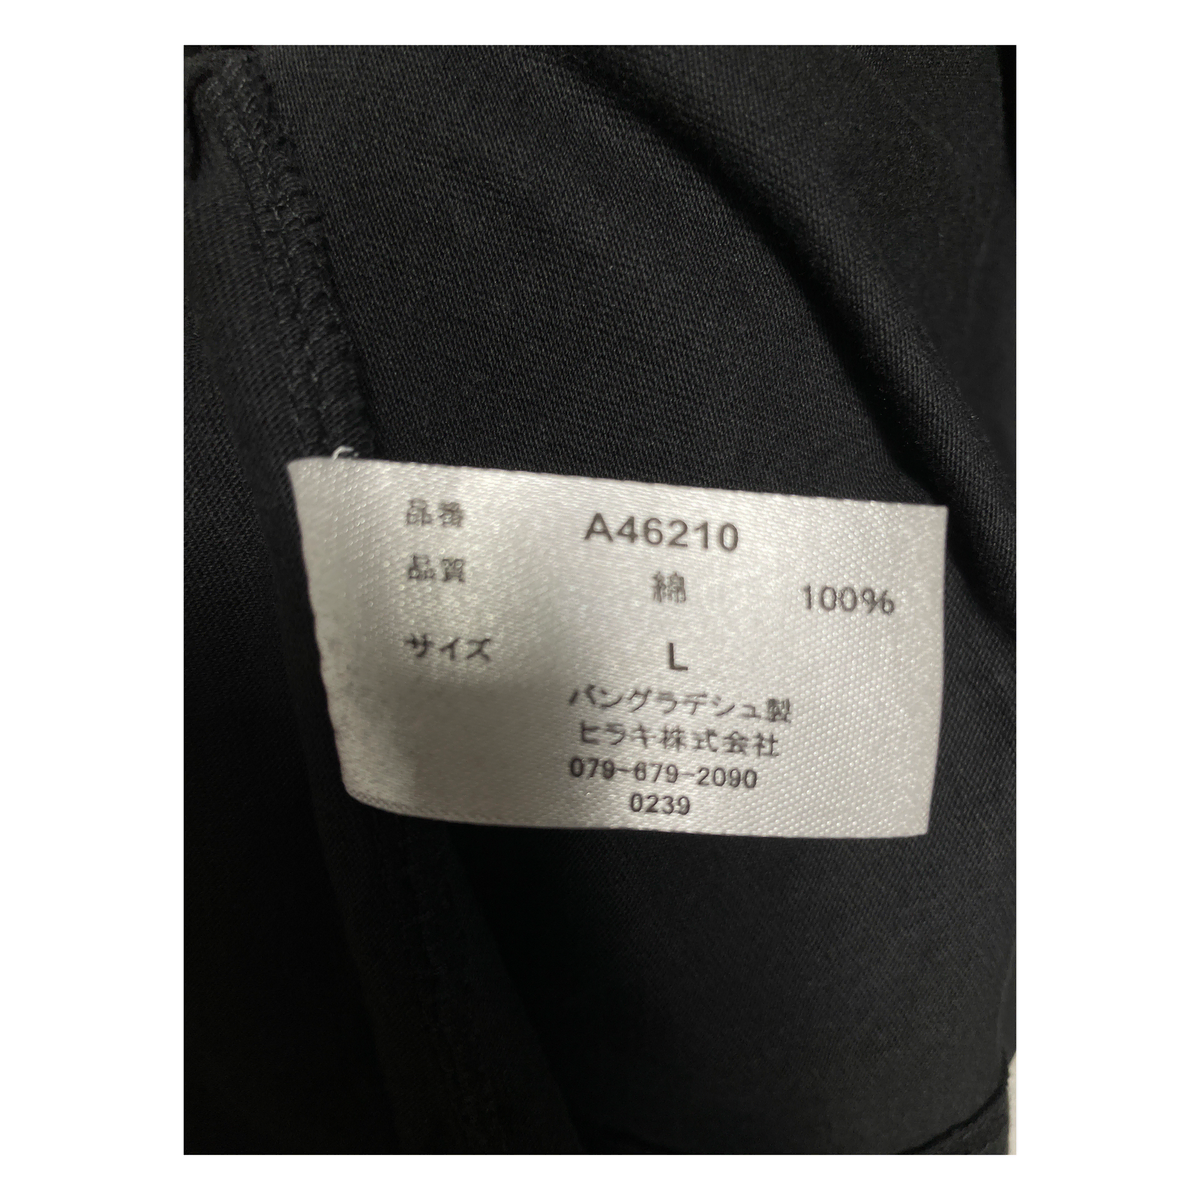 品番 A46210
品質 綿 100%
サイズ L
バングラデシュ製
ヒラキ株式会社
079-679-2090
0239